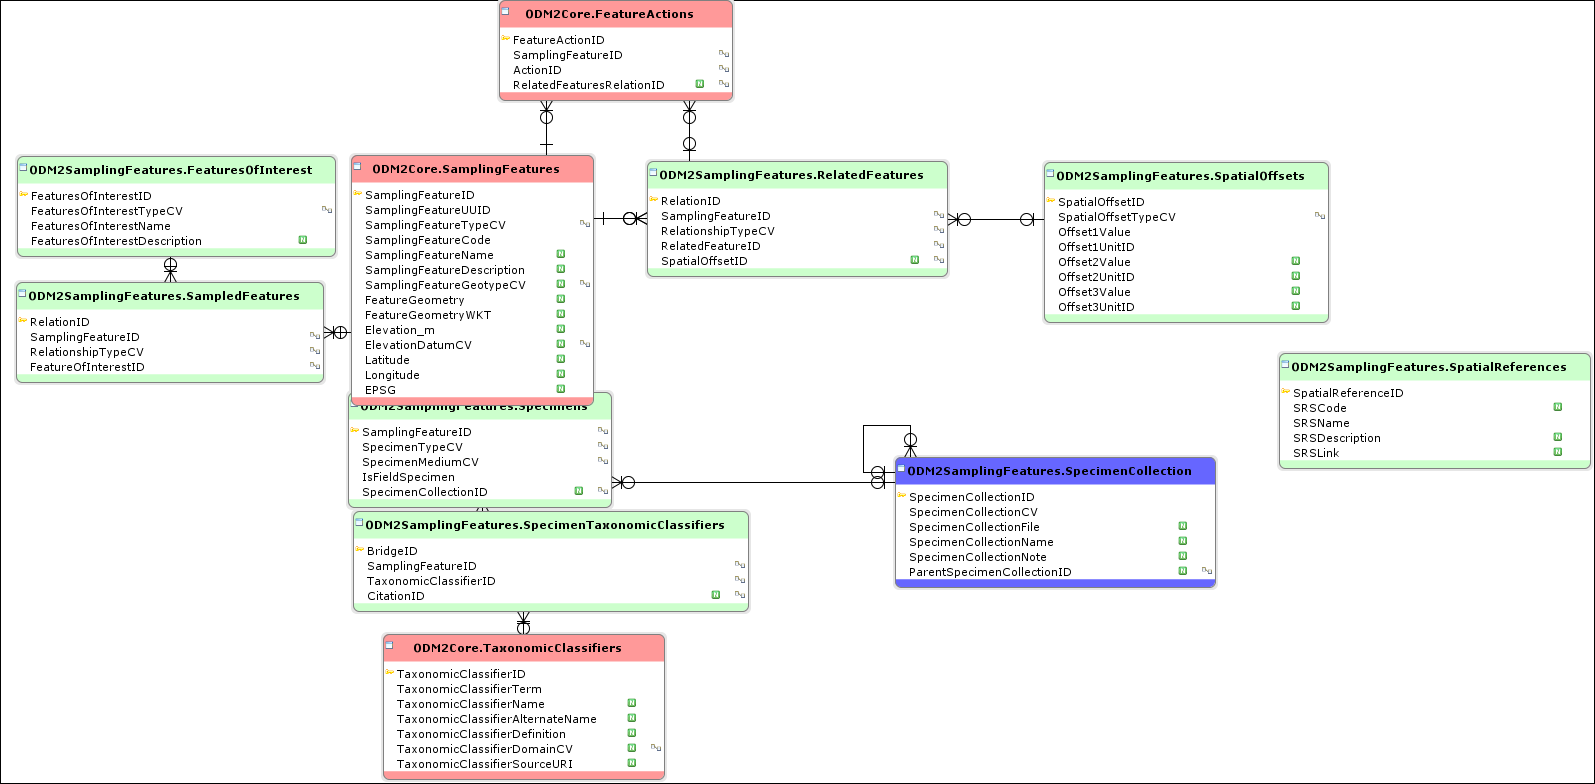 ODM2Core.FeatureActions
FeatureActionID
SamplingFeatureID
ActionID
RelatedFeaturesRelationID N
ODM2SamplingFeatures.FeaturesOfInterest
FeaturesOfInterestID
FeaturesOfInterestTypeCV
FeaturesOfInterestName
FeaturesOfInterestDescription N
ODM2SamplingFeatures.SampledFeatures
RelationID
SamplingFeatureID
RelationshipTypeCV
FeatureOfInterestID
ODM2Core.SamplingFeatures
SamplingFeatureID
SamplingFeatureUUID
SamplingFeatureTypeCV
SamplingFeatureCode
SamplingFeatureName N
SamplingFeatureDescription N
SamplingFeatureGeotypeCV N
FeatureGeometry N
FeatureGeometryWKT N
Elevation_m N
ElevationDatumCV N
Latitude N
Longitude N
EPSG N
ODM2SamplingFeatures.RelatedFeatures
RelationID
SamplingFeatureID
RelationshipTypeCV
RelatedFeatureID
SpatialOffsetID N
ODM2SamplingFeatures.SpatialOffsets
SpatialOffsetID
SpatialOffsetTypeCV
Offset1Value
Offset1UnitID
Offset2Value N
Offset2UnitID N
Offset3Value N
Offset3UnitID N
ODM2SamplingFeatures.SpatialReferences
SpatialReferenceID
SRSCode N
SRSName
SRSDescription N
SRSLink N
ODM2SamplingFeatures.Specimens
SamplingFeatureID
SpecimenTypeCV
SpecimenMediumCV
IsFieldSpecimen
SpecimenCollectionID N
ODM2SamplingFeatures.SpecimenCollection
SpecimenCollectionID
SpecimenCollectionCV
SpecimenCollectionFile N
SpecimenCollectionName N
SpecimenCollectionNote N
ParentSpecimenCollectionID N
ODM2SamplingFeatures.SpecimenTaxonomicClassifiers
BridgeID
SamplingFeatureID
TaxonomicClassifierID
CitationID N
ODM2Core.TaxonomicClassifiers
TaxonomicClassifierID
TaxonomicClassifierTerm
TaxonomicClassifierName N
TaxonomicClassifierAlternateName N
TaxonomicClassifierDefinition N
TaxonomicClassifierDomainCV N
TaxonomicClassifierSourceURI N